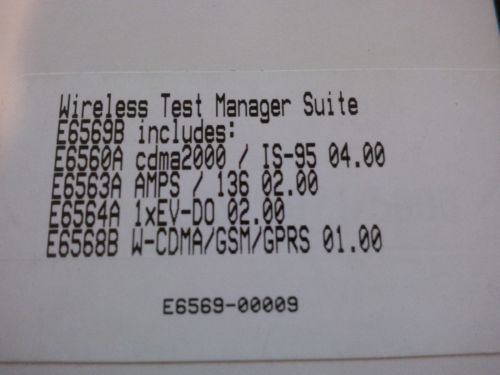 Wireless Test Manager Suite
E6569B includes:
E6560A cdma2000 / IS-95 04.00
E6563A AMPS / 136 02.00
E6564A 1xEV-DO 02.00
E6568B W-CDMA/GSM/GPRS 01.00
E6569-00009